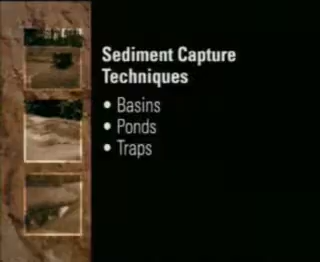 Sediment Capture
Techniques
• Basins
• Ponds
• Traps